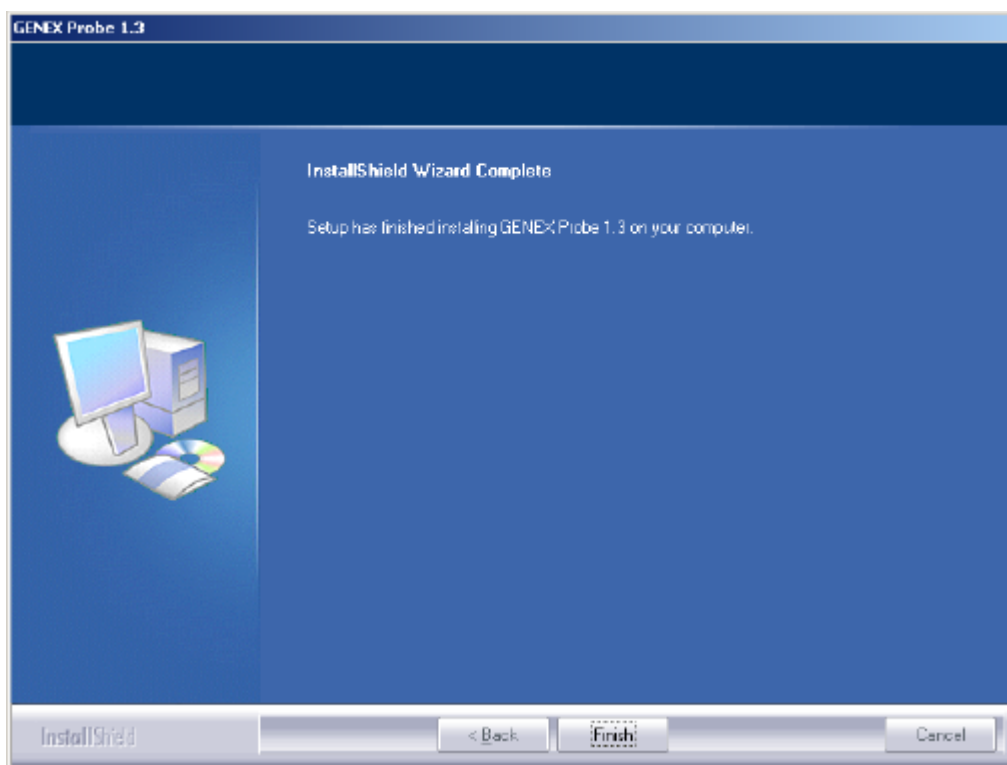 GENEX Probe 1.3
InstallShield Wizard Complete
Setup has finished installing GENEX Probe 1.3 on your computer.
InstallShield
< Back
Finish
Cancel